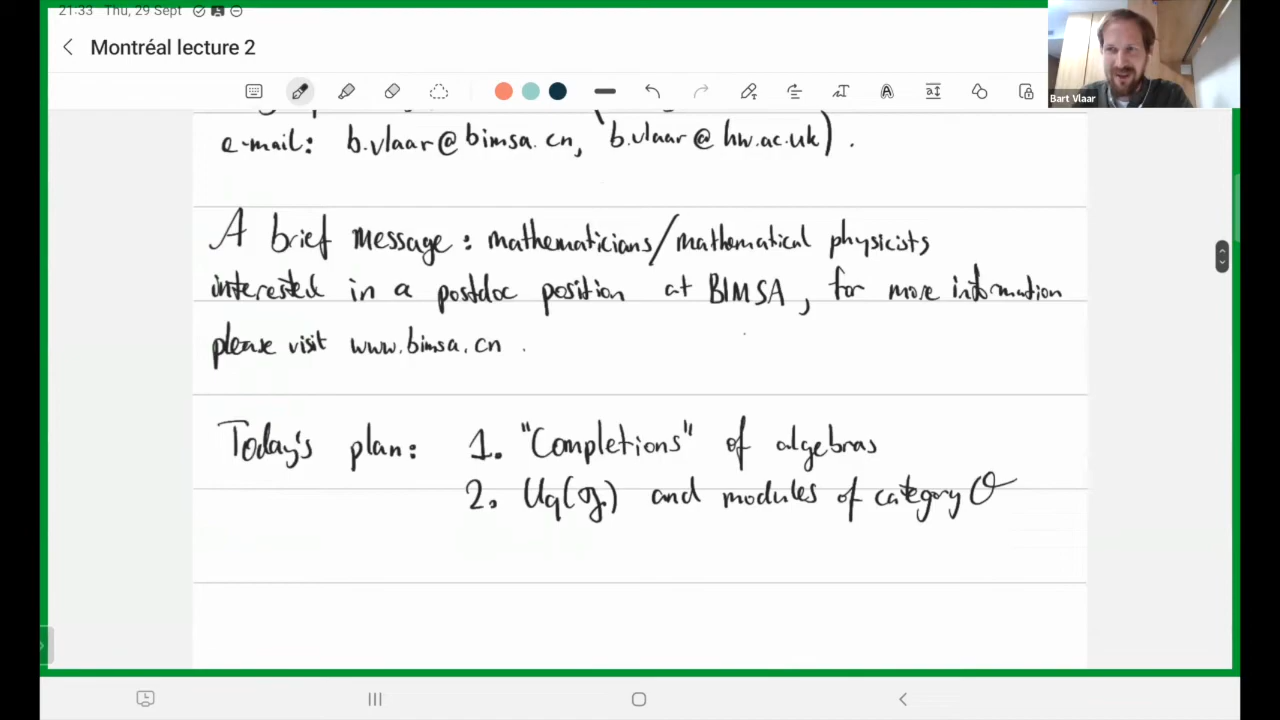 21:33 Thu, 29 Sept
Montréal lecture 2
Bart Vlaar
e-mail: b.vlaar@bimsa.cn, (b.vlaar@hw.ac.uk).
A brief message: mathematicians/mathematical physicists
interested in a postdoc position at BIMSA, for more information
please visit www.bimsa.cn.
Today's plan: 1. "Completions" of algebras
2. Uq(g) and modules of category O